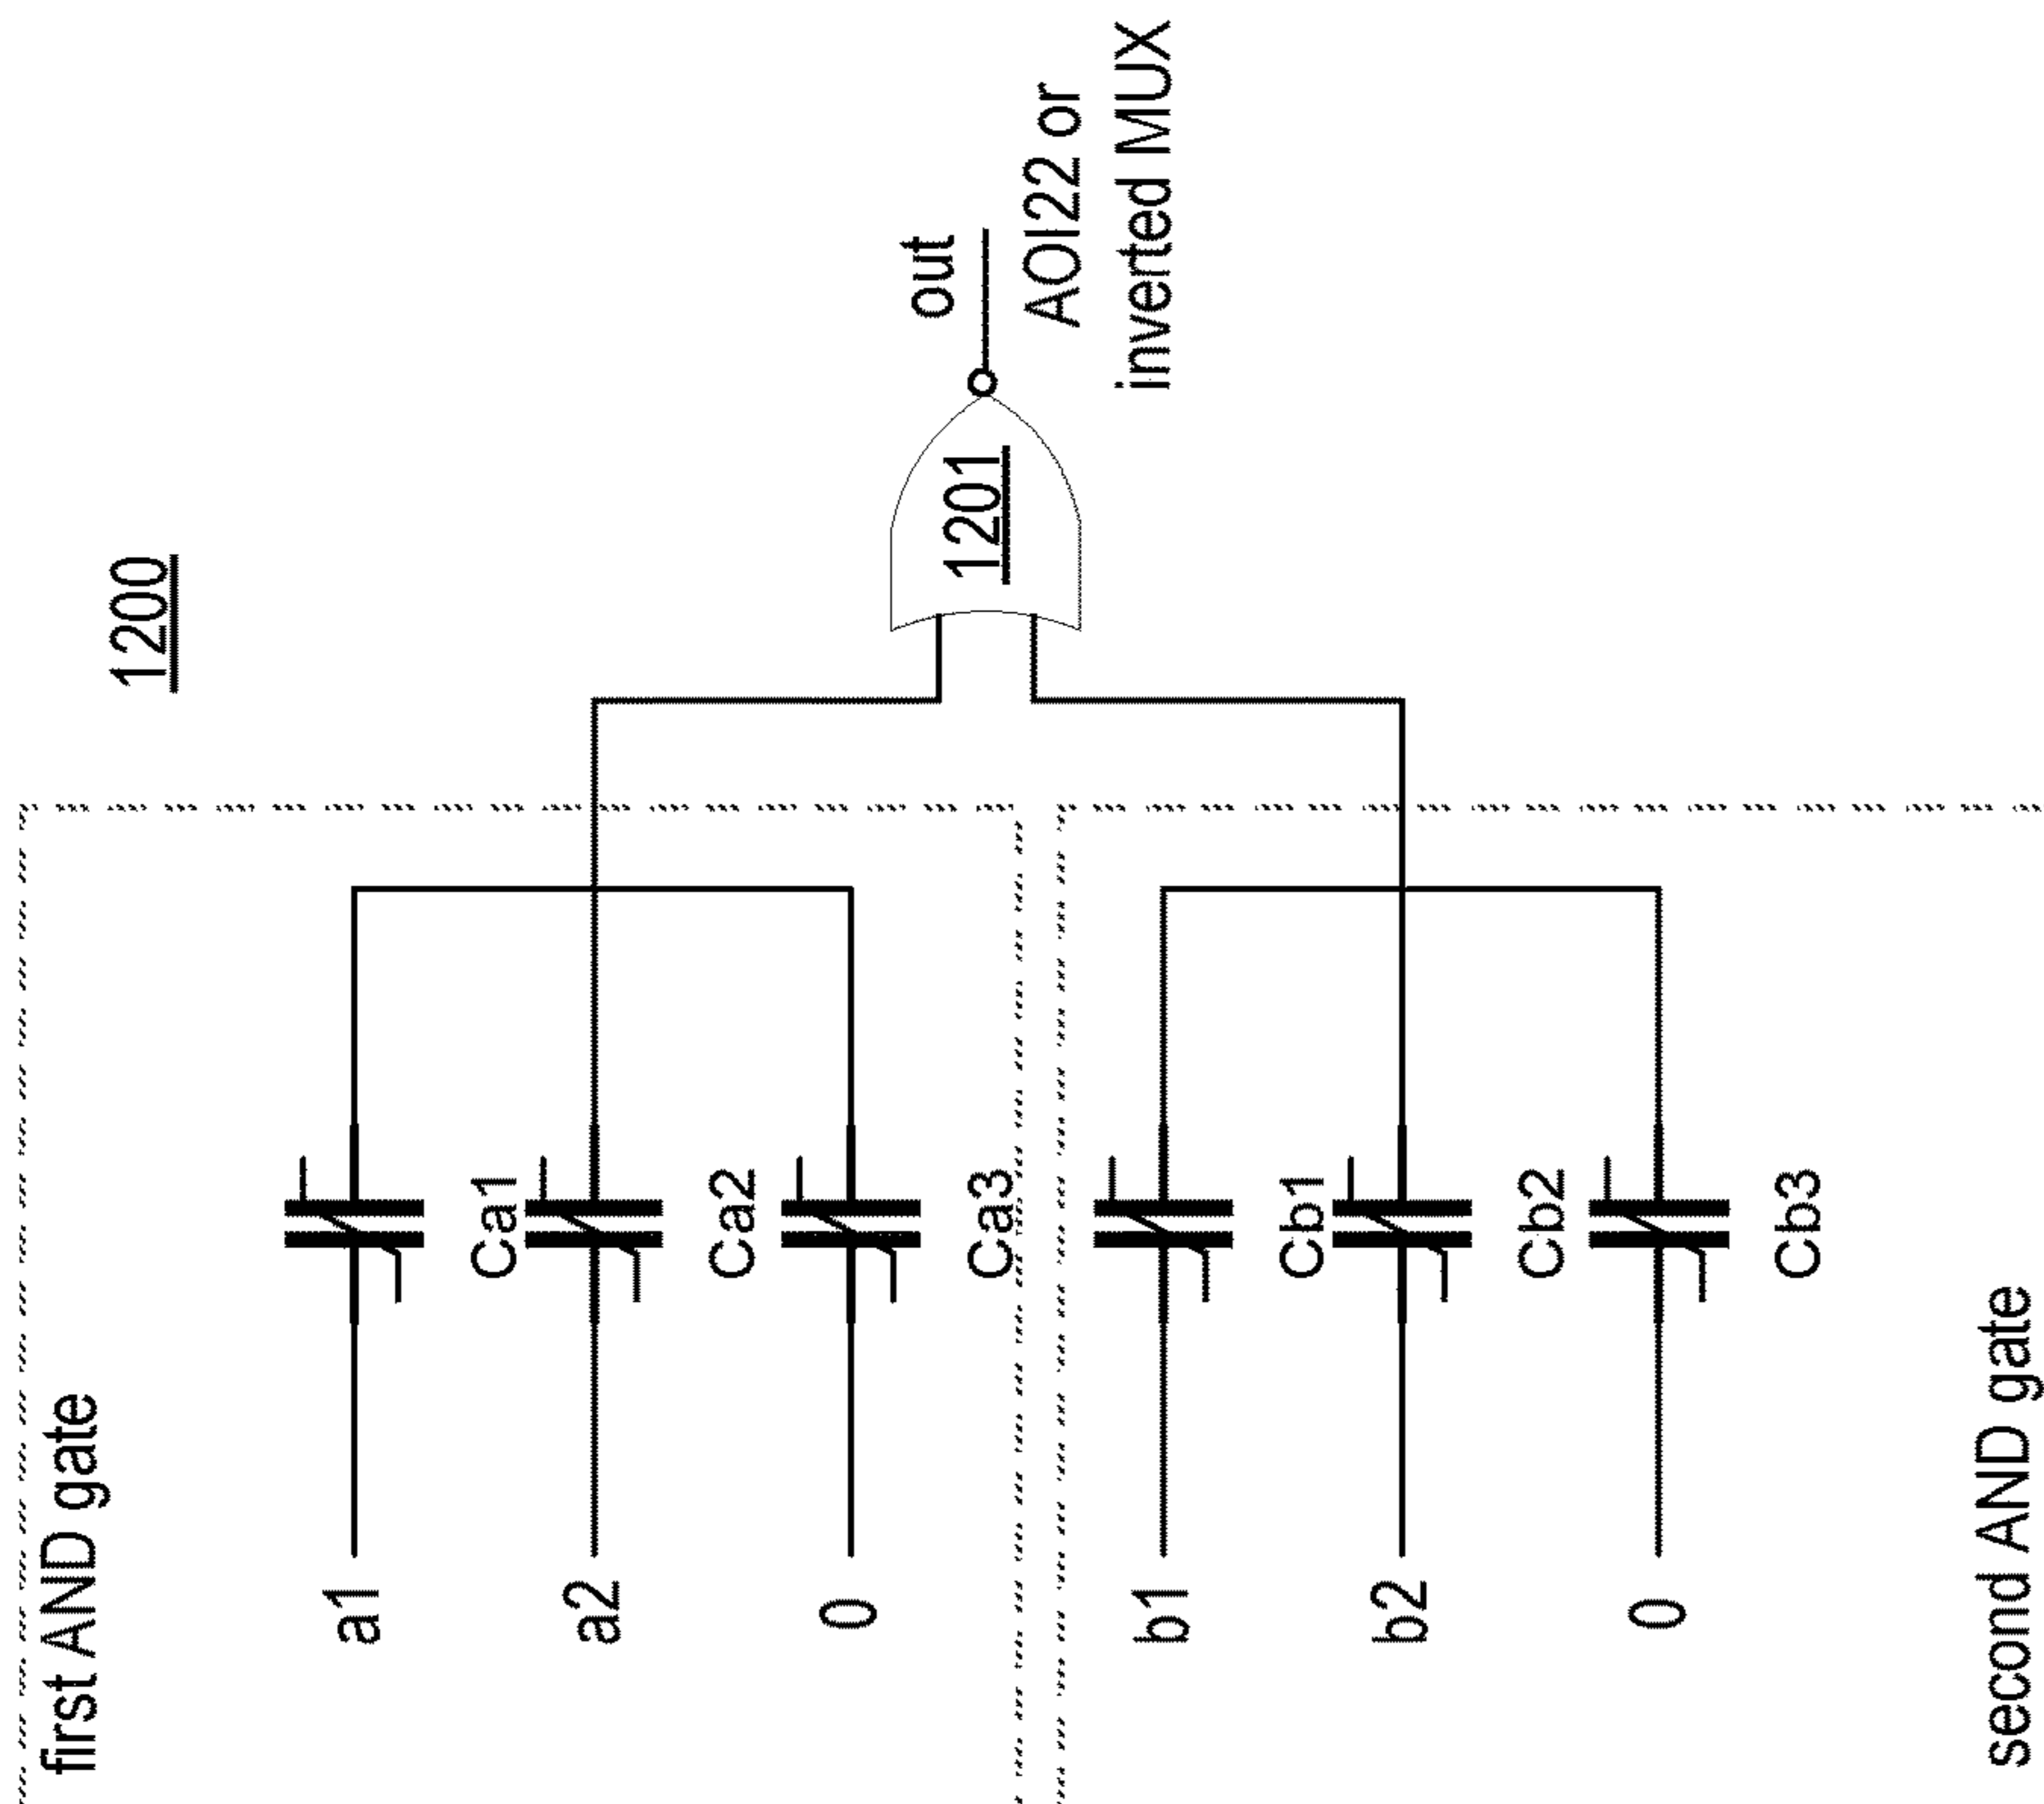 1200
first AND gate
a1
Ca1
a2
Ca2
0
Ca3
1201
out
AOI22 or
inverted MUX
b1
Cb1
b2
Cb2
0
Cb3
second AND gate